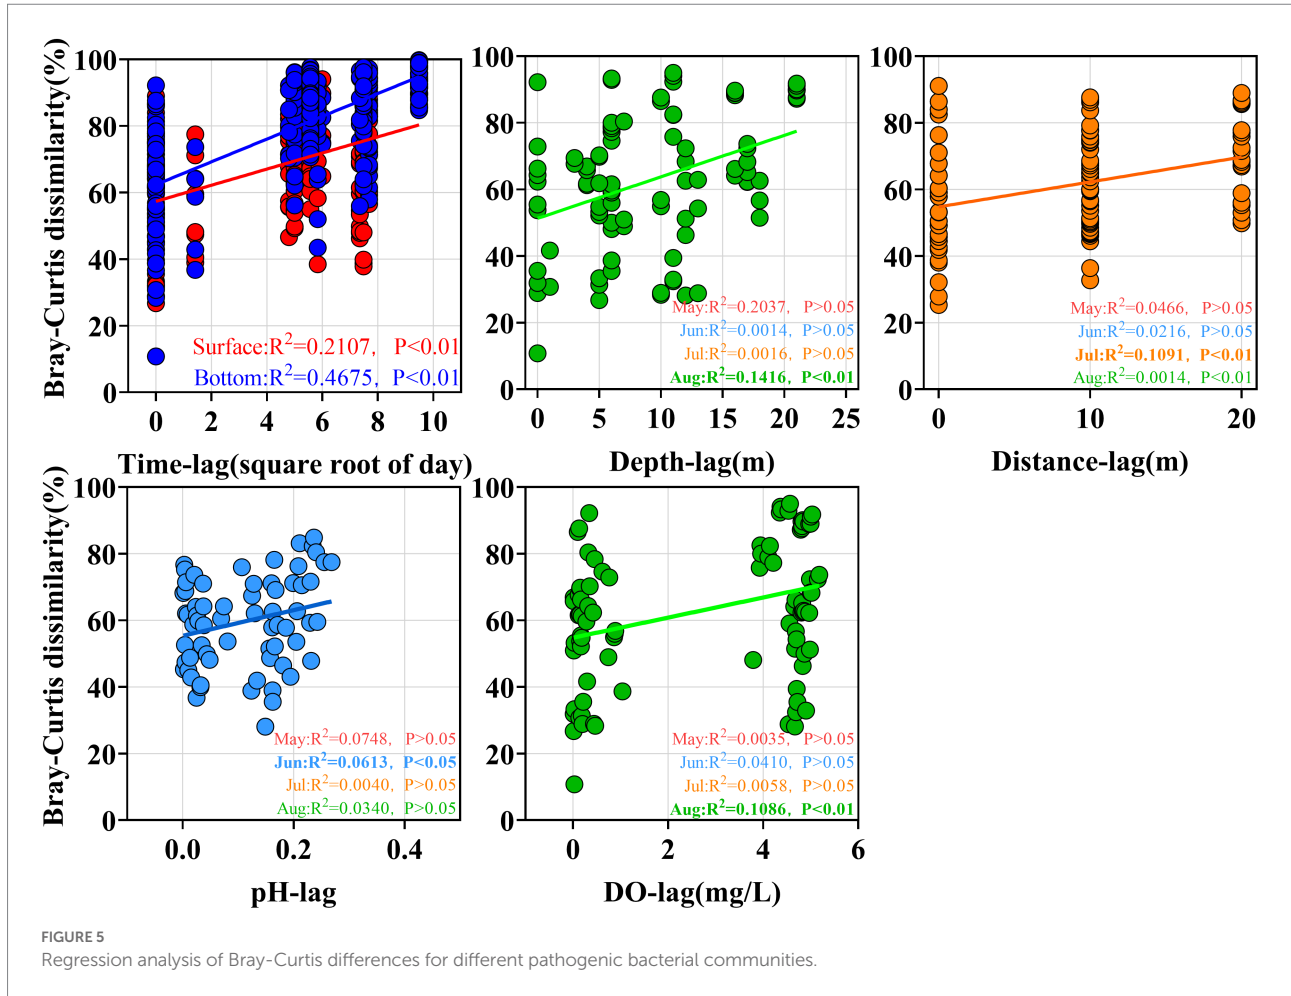 Bray-Curtis dissimilarity(%)
100
80
60
40
20
0
Surface:R²=0.2107, P<0.01
Bottom:R²=0.4675, P<0.01
0 2 4 6 8 10
Time-lag(square root of day)
100
80
60
40
20
0
May:R²=0.2037, P>0.05
Jun:R²=0.0014, P>0.05
Jul:R²=0.0016, P>0.05
Aug:R²=0.1416, P<0.01
0 5 10 15 20 25
Depth-lag(m)
100
80
60
40
20
0
May:R²=0.0466, P>0.05
Jun:R²=0.0216, P>0.05
Jul:R²=0.1091, P<0.01
Aug:R²=0.0014, P<0.01
0 10 20
Distance-lag(m)
Bray-Curtis dissimilarity(%)
100
80
60
40
20
0
May:R²=0.0748, P>0.05
Jun:R²=0.0613, P<0.05
Jul:R²=0.0040, P>0.05
Aug:R²=0.0340, P>0.05
0.0 0.2 0.4
pH-lag
100
80
60
40
20
0
May:R²=0.0035, P>0.05
Jun:R²=0.0410, P>0.05
Jul:R²=0.0058, P>0.05
Aug:R²=0.1086, P<0.01
0 2 4 6
DO-lag(mg/L)
FIGURE 5
Regression analysis of Bray-Curtis differences for different pathogenic bacterial communities.